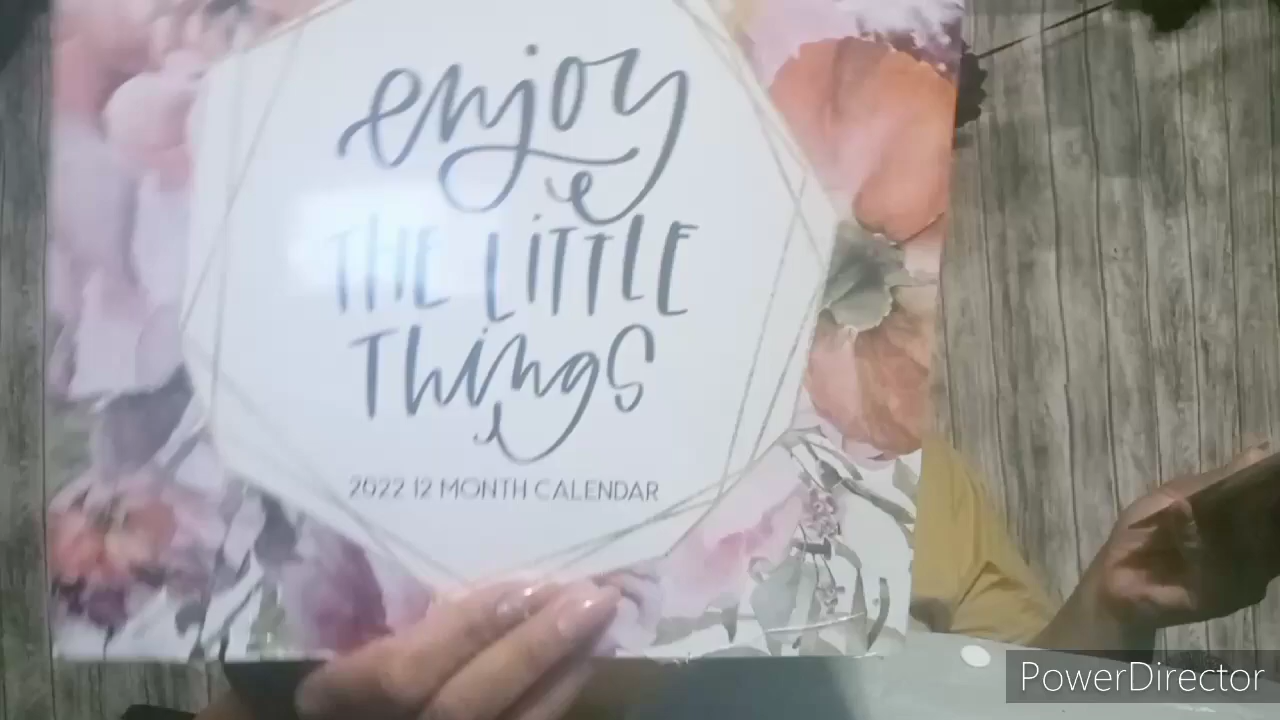 enjoy
THE LITTLE
Things
2022 12 MONTH CALENDAR
PowerDirector